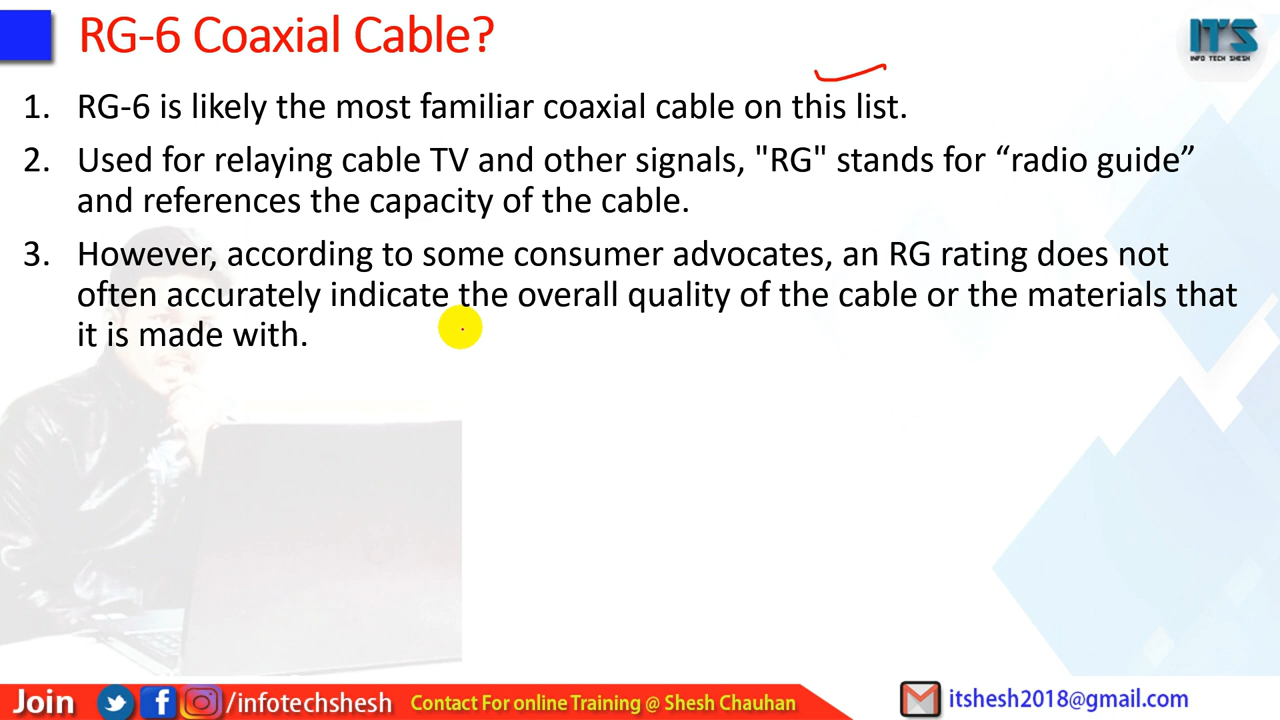 RG-6 Coaxial Cable?
ITS
INFO TECH SHESH
1. RG-6 is likely the most familiar coaxial cable on this list.
2. Used for relaying cable TV and other signals, "RG" stands for “radio guide”
and references the capacity of the cable.
3. However, according to some consumer advocates, an RG rating does not
often accurately indicate the overall quality of the cable or the materials that
it is made with.
Join /infotechshesh Contact For online Training @ Shesh Chauhan itshesh2018@gmail.com